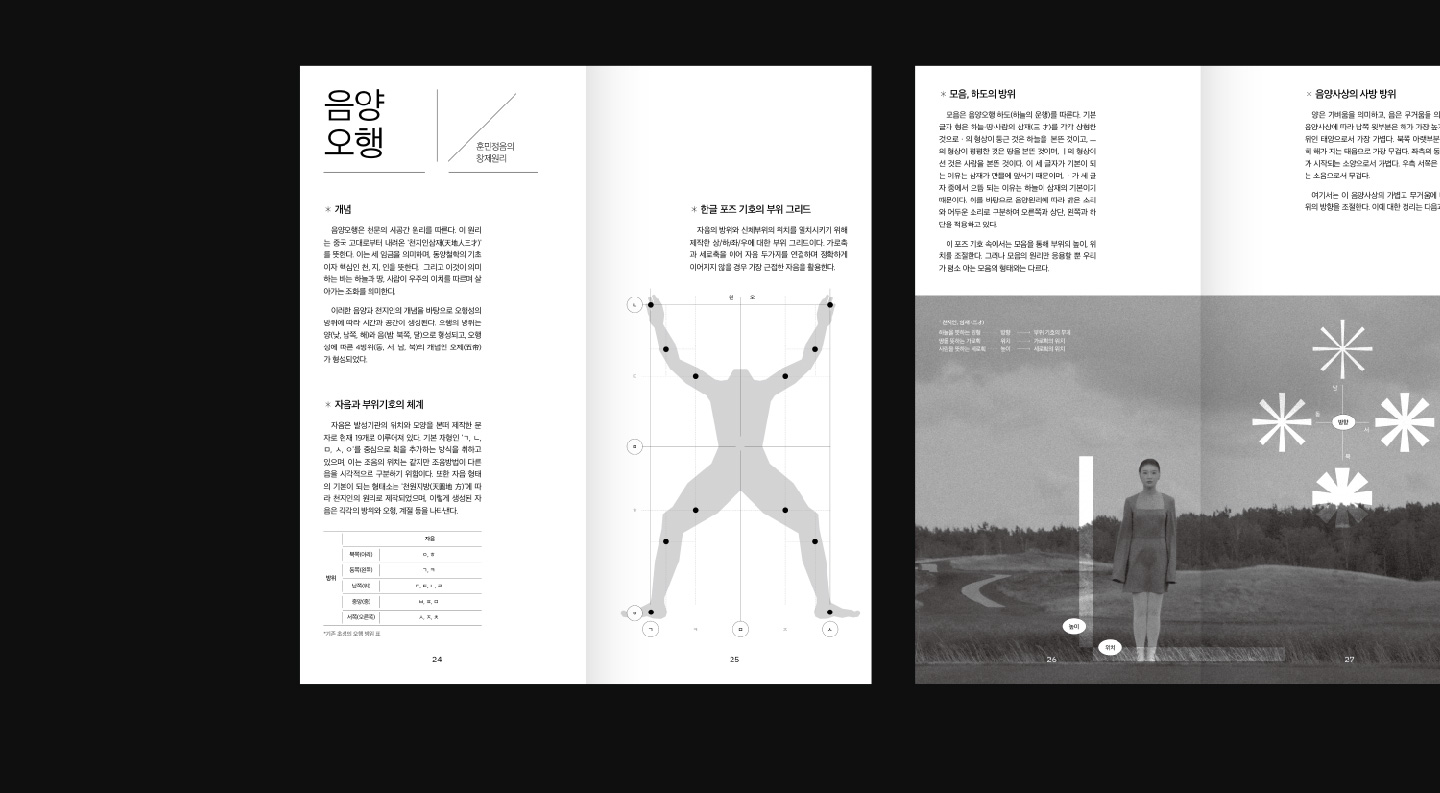 음양
오행
훈민정음의
창제원리
✳ 개념
음양오행은 천문의 시공간 원리를 따른다. 이 원리
는 중국 고대로부터 내려온 '천지인삼재(天地人三才)'
를 뜻한다. 이는 세 임금을 의미하며, 동양철학의 기초
이자 핵심인 천, 지, 인을 뜻한다. 그리고 이것이 의미
하는 바는 하늘과 땅, 사람이 우주의 이치를 따르며 살
아가는 조화를 의미한다.
이러한 음양과 천지인의 개념을 바탕으로 오행성의
방위에 따라 시간과 공간이 생성된다. 오행의 방위는
양(낮, 남쪽, 해)과 음(밤 북쪽, 달)으로 형성되고, 오행
성에 따른 4방위(동, 서, 남, 북)의 개념인 오제(五帝)
가 형성되었다.
✳ 자음과 부위기호의 체계
자음은 발성기관의 위치와 모양을 본떠 제작한 문
자로 현재 19개로 이루어져 있다. 기본 자형인 'ㄱ, ㄴ,
ㅁ, ㅅ, ㅇ'를 중심으로 획을 추가하는 방식을 취하고
있으며, 이는 조음의 위치는 같지만 조음방법이 다른
음을 시각적으로 구분하기 위함이다. 또한 자음 형태
의 기본이 되는 형태소는 '천원지방(天圓地 方)'에 따
라 천지인의 원리로 제작되었으며, 이렇게 생성된 자
음은 각각의 방위와 오행, 계절 등을 나타낸다.
자음
방위
북쪽(아래) ㅇ, ㅎ
동쪽(왼쪽) ㄱ, ㅋ
남쪽(위)
중앙(중) ㅂ, ㅍ, ㅁ
서쪽(오른쪽) ㅅ, ㅈ, ㅊ
24
✳ 한글 포즈 기호의 부위 그리드
자음의 방위와 신체부위의 위치를 일치시키기 위해
제작한 상/하/좌/우에 대한 부위 그리드이다. 가로축
과 세로축을 이어 자음 두가지를 연결하며 정확하게
이어지지 않을 경우 가장 근접한 자음을 활용한다.
왼 오
ㄴ
ㄷ
ㅁ
ㅂ
ㄱ ㅋ ㅁ ㅈ ㅅ
25
✳ 모음, 하도의 방위
모음은 음양오행 하도(하늘의 운행)를 따른다. 기본
글자 형은 하늘·땅·사람의 삼재(三才)를 각각 상형한
것으로 · 의 형상이 둥근 것은 하늘을 본뜬 것이고, ㅡ
의 형상이 평평한 것은 땅을 본뜬 것이며, ㅣ의 형상이
선 것은 사람을 본뜬 것이다. 이 세 글자가 기본이 되
는 이유는 삼재가 만물에 앞서기 때문이며, · 가 세 글
자 중에서 으뜸 되는 이유는 하늘이 삼재의 기본이기
때문이다. 이를 바탕으로 음양원리에 따라 밝은 소리
와 어두운 소리로 구분하여 오른쪽과 상단, 왼쪽과 하
단을 적용하고 있다.
이 포즈 기호 속에서는 모음을 통해 부위의 높이, 위
치를 조절한다. 그러나 모음의 원리만 응용할 뿐 우리
가 평소 아는 모음의 형태와는 다르다.
하늘을 뜻하는 원형 방향 부위 기호의 형태
땅을 뜻하는 가로획 위치 가로획의 위치
사람을 뜻하는 세로획 높이 세로획의 위치
높이
위치
26
✳ 음양사상의 사방 방위
양은 가벼움을 의미하고, 음은 무거움을 의
음양사상에 따라 남쪽 윗부분은 해가 가장 높
위인 태양으로서 가장 가볍다. 북쪽 아랫부분
쪽 해가 지는 태음으로 가장 무겁다. 좌측의 동
가 시작되는 소양으로서 가볍다. 우측 서쪽은
는 소음으로서 무겁다.
여기서는 이 음양사상의 가볍고 무거움에
위의 방향을 조절한다. 이에 대한 정리는 다음
남
동
방향
서
북
27